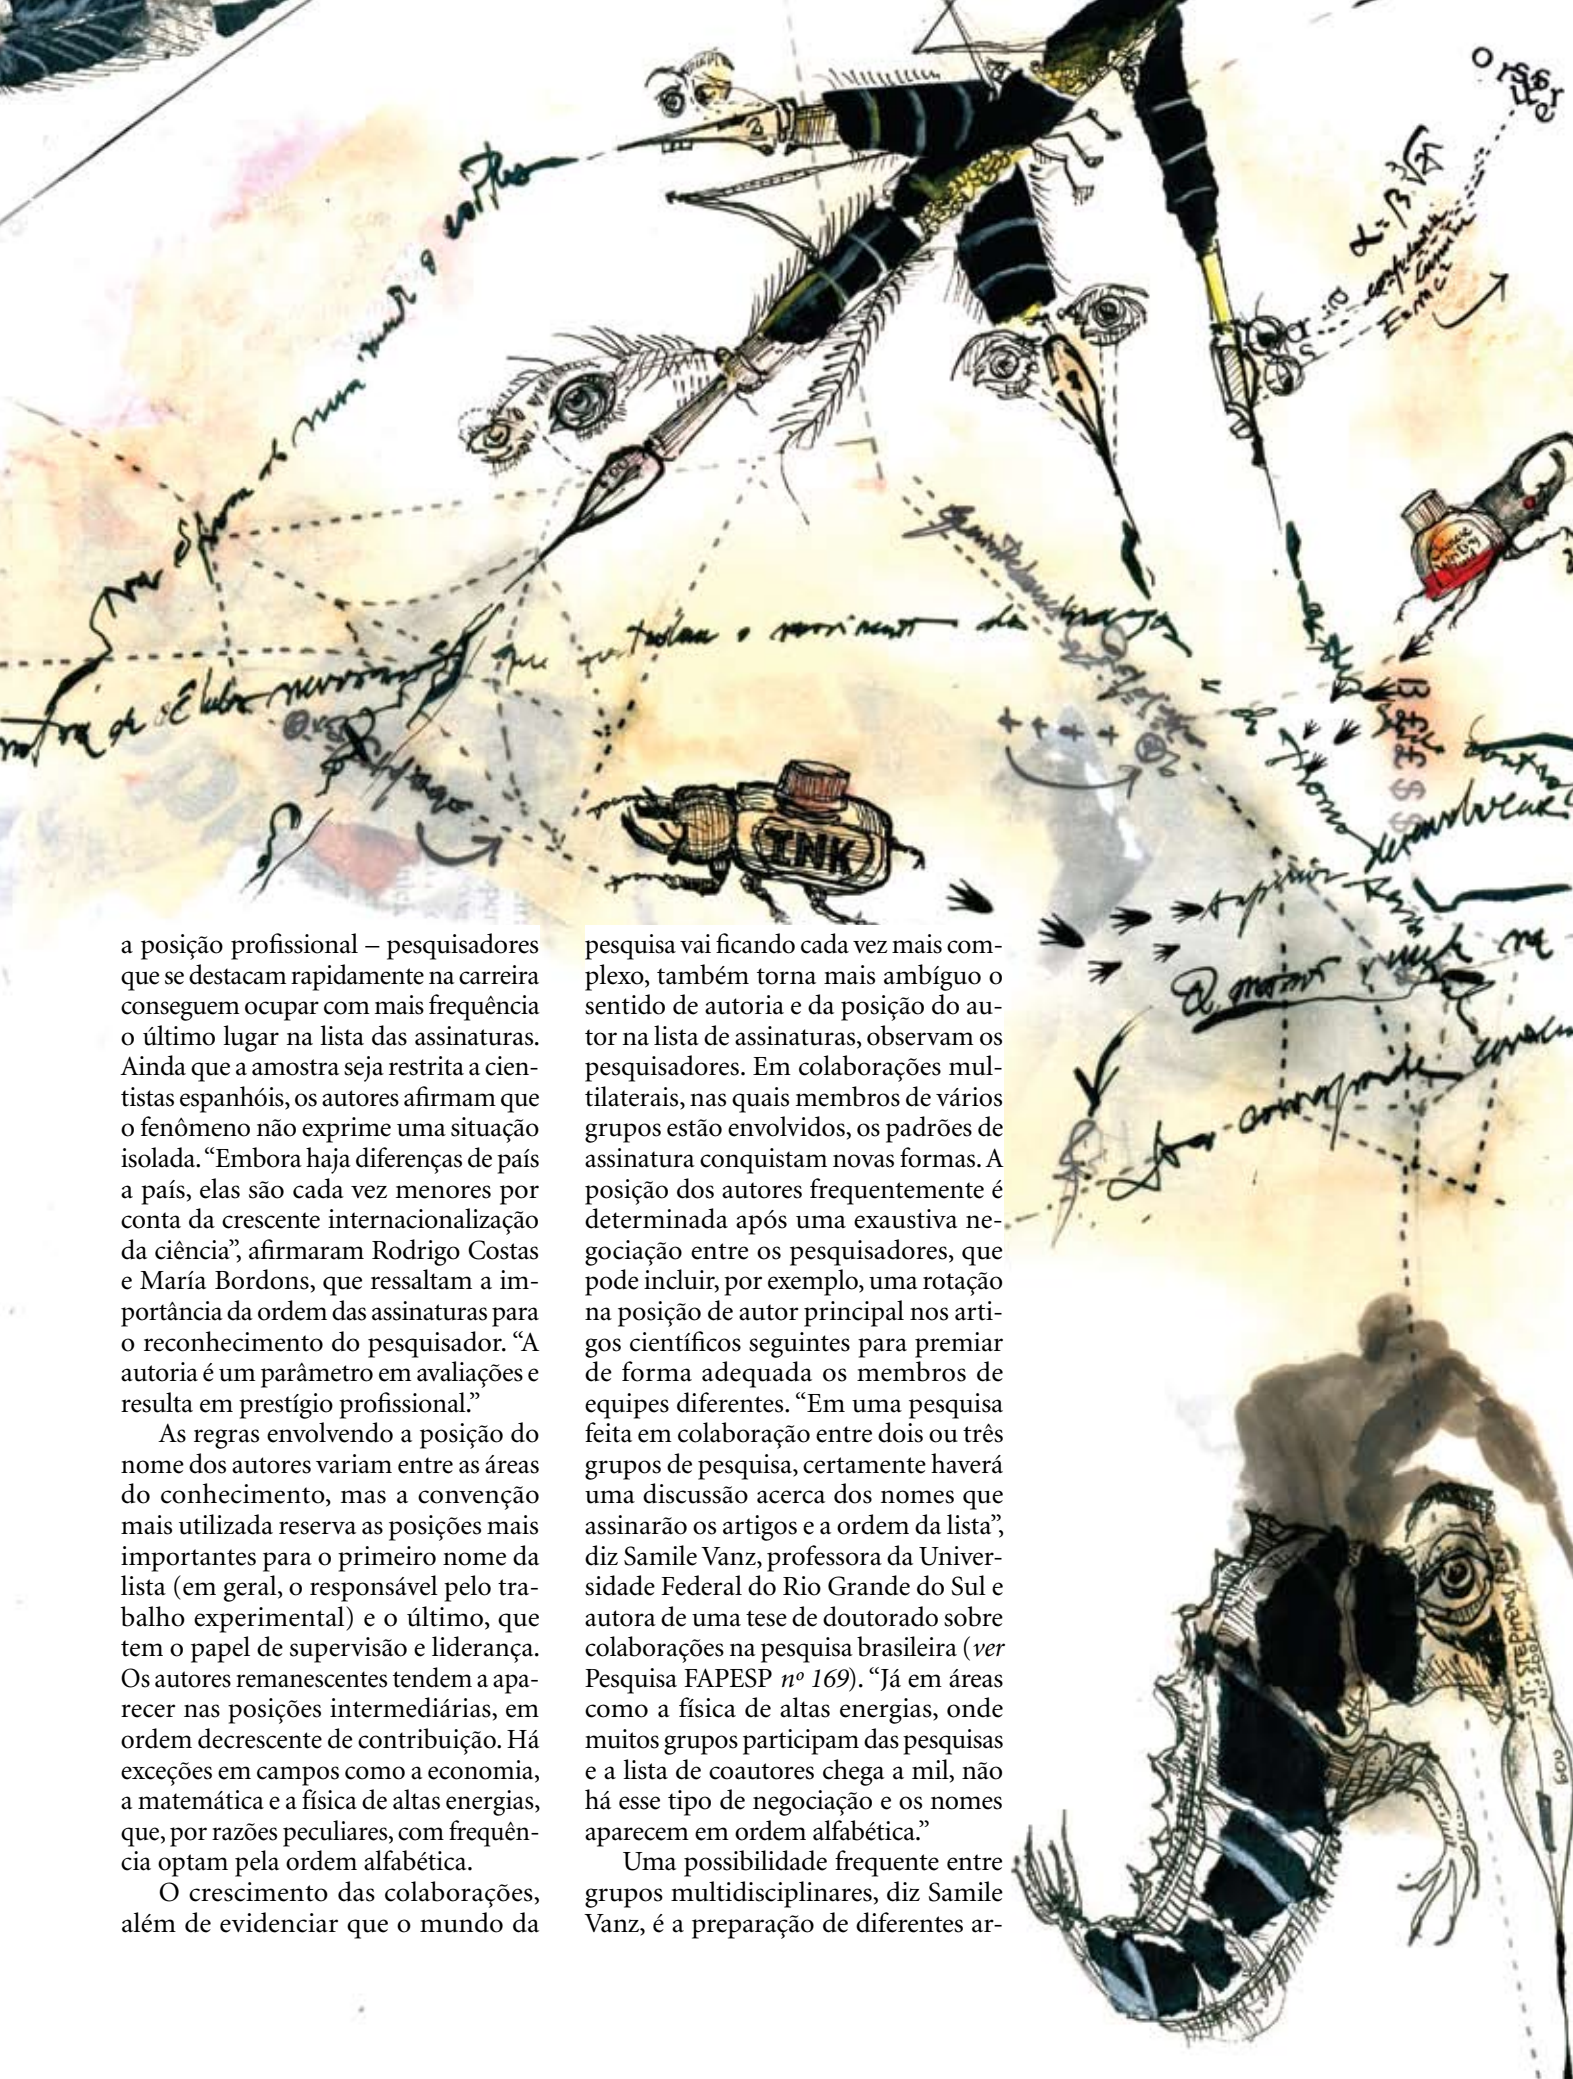 α=β∛25
E=mc2
Chinese
INK
a posição profissional – pesquisadores
que se destacam rapidamente na carreira
conseguem ocupar com mais frequência
o último lugar na lista das assinaturas.
Ainda que a amostra seja restrita a cien-
tistas espanhóis, os autores afirmam que
o fenômeno não exprime uma situação
isolada. “Embora haja diferenças de país
a país, elas são cada vez menores por
conta da crescente internacionalização
da ciência”, afirmaram Rodrigo Costas
e María Bordons, que ressaltam a im-
portância da ordem das assinaturas para
o reconhecimento do pesquisador. “A
autoria é um parâmetro em avaliações e
resulta em prestígio profissional.”
As regras envolvendo a posição do
nome dos autores variam entre as áreas
do conhecimento, mas a convenção
mais utilizada reserva as posições mais
importantes para o primeiro nome da
lista (em geral, o responsável pelo tra-
balho experimental) e o último, que
tem o papel de supervisão e liderança.
Os autores remanescentes tendem a apa-
recer nas posições intermediárias, em
ordem decrescente de contribuição. Há
exceções em campos como a economia,
a matemática e a física de altas energias,
que, por razões peculiares, com frequên-
cia optam pela ordem alfabética.
O crescimento das colaborações,
além de evidenciar que o mundo da
pesquisa vai ficando cada vez mais com-
plexo, também torna mais ambíguo o
sentido de autoria e da posição do au-
tor na lista de assinaturas, observam os
pesquisadores. Em colaborações mul-
tilaterais, nas quais membros de vários
grupos estão envolvidos, os padrões de
assinatura conquistam novas formas. A
posição dos autores frequentemente é
determinada após uma exaustiva ne-
gociação entre os pesquisadores, que
pode incluir, por exemplo, uma rotação
na posição de autor principal nos arti-
gos científicos seguintes para premiar
de forma adequada os membros de
equipes diferentes. “Em uma pesquisa
feita em colaboração entre dois ou três
grupos de pesquisa, certamente haverá
uma discussão acerca dos nomes que
assinarão os artigos e a ordem da lista”,
diz Samile Vanz, professora da Univer-
sidade Federal do Rio Grande do Sul e
autora de uma tese de doutorado sobre
colaborações na pesquisa brasileira (ver
Pesquisa FAPESP nº 169). “Já em áreas
como a física de altas energias, onde
muitos grupos participam das pesquisas
e a lista de coautores chega a mil, não
há esse tipo de negociação e os nomes
aparecem em ordem alfabética.”
Uma possibilidade frequente entre
grupos multidisciplinares, diz Samile
Vanz, é a preparação de diferentes ar-